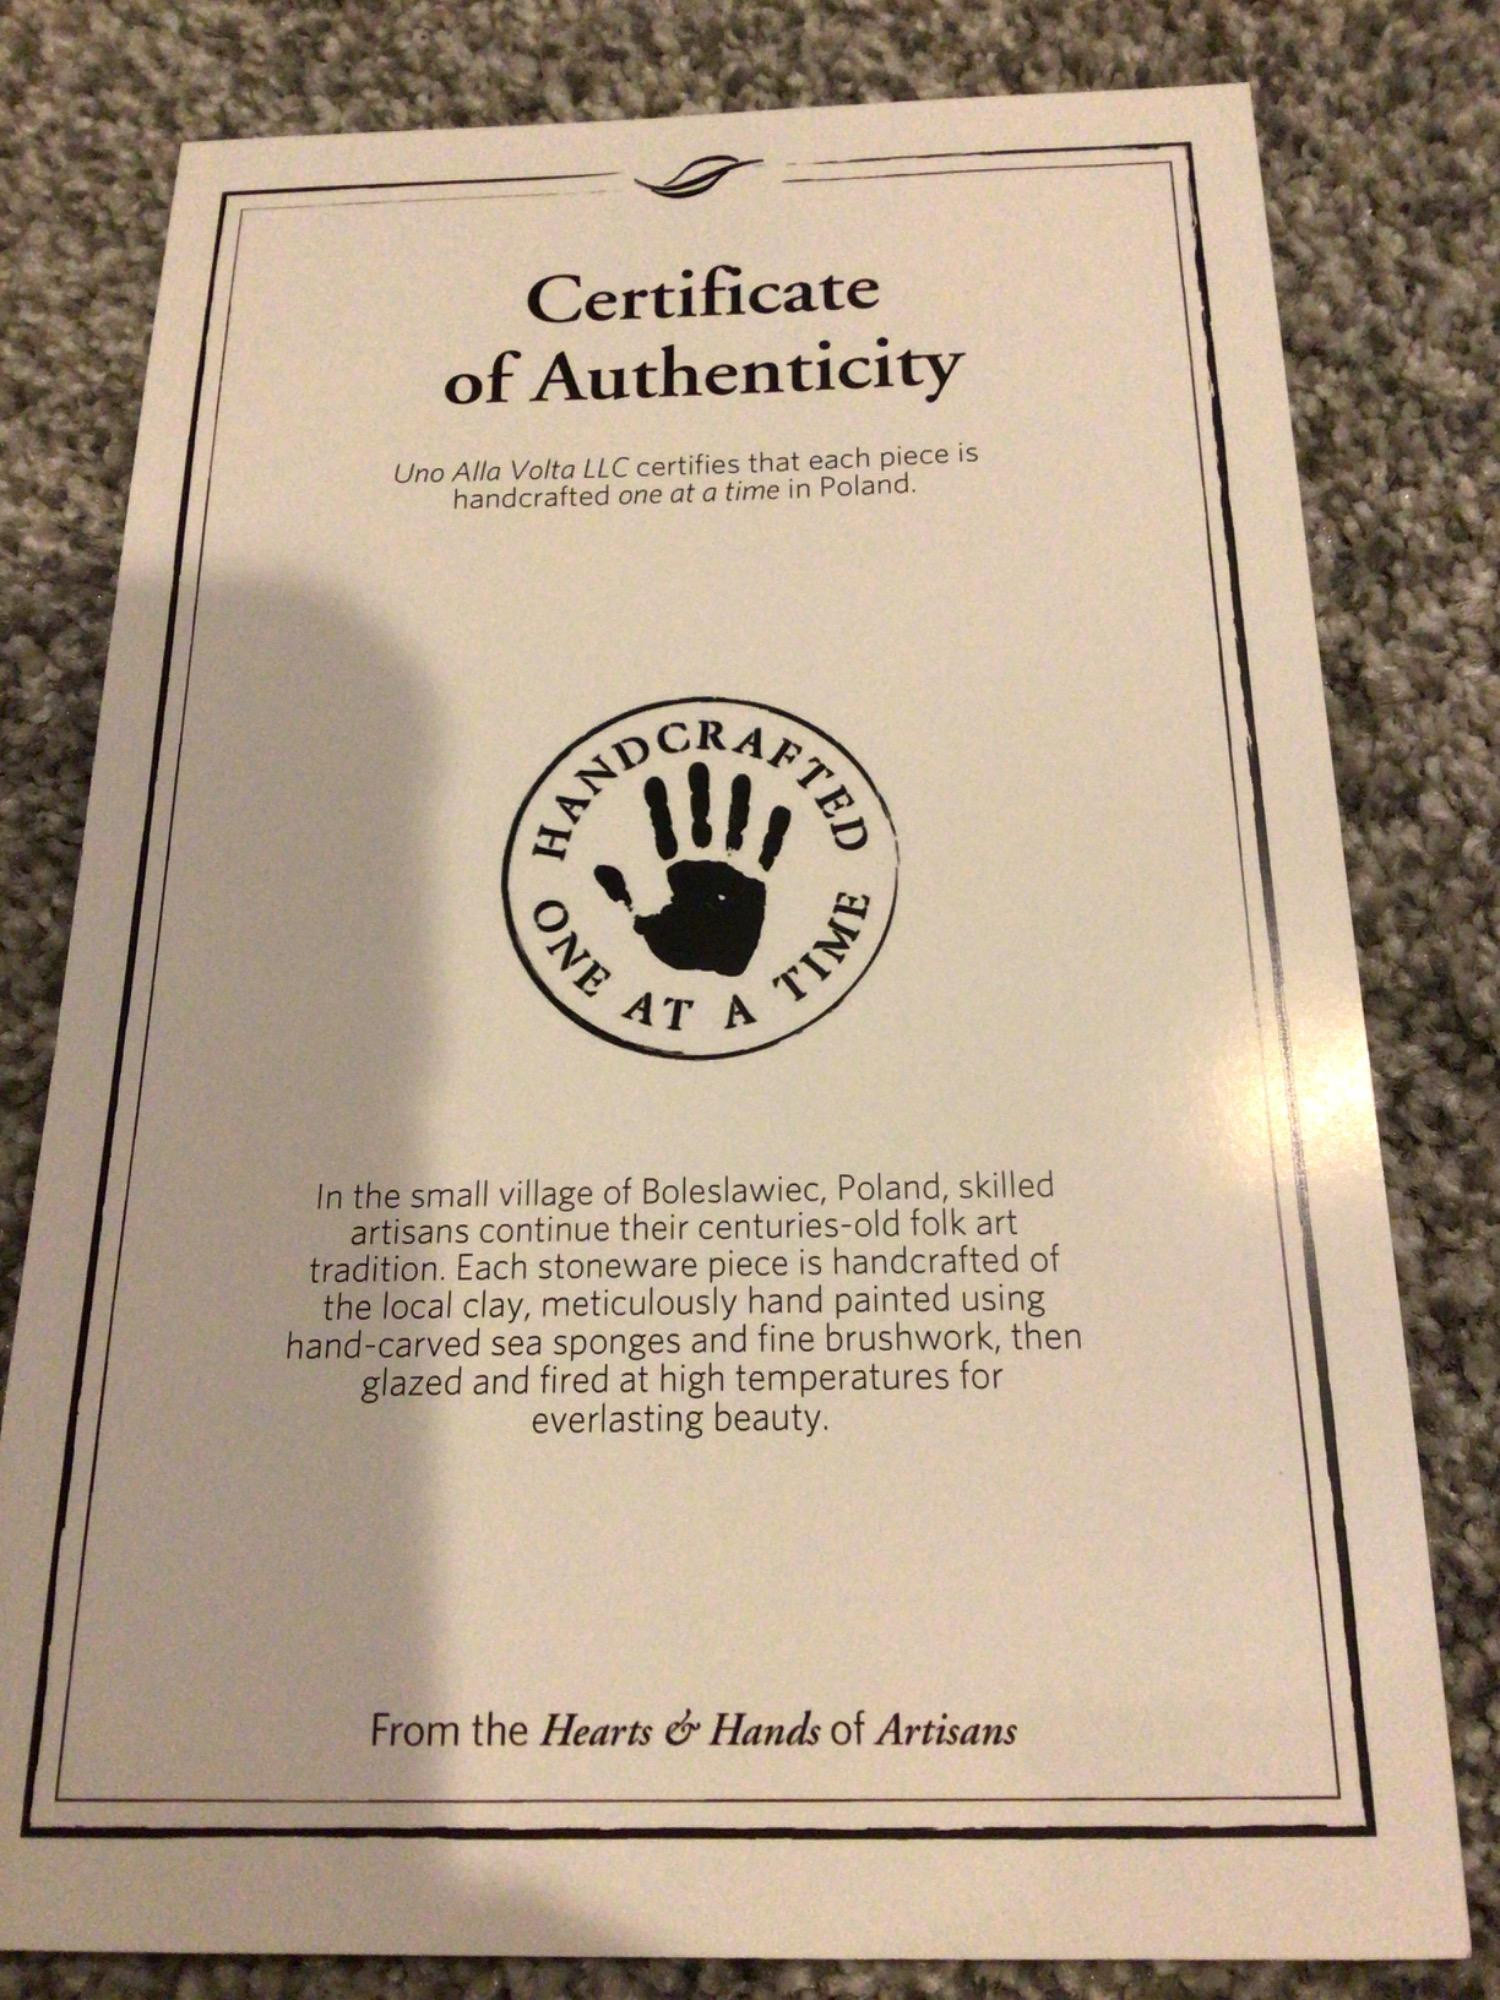 Certificate
of Authenticity
Uno Alla Volta LLC certifies that each piece is
handcrafted one at a time in Poland.
HANDCRAFTED
ONE AT A TIME
In the small village of Boleslawiec, Poland, skilled
artisans continue their centuries-old folk art
tradition. Each stoneware piece is handcrafted of
the local clay, meticulously hand painted using
hand-carved sea sponges and fine brushwork, then
glazed and fired at high temperatures for
everlasting beauty.
From the Hearts & Hands of Artisans